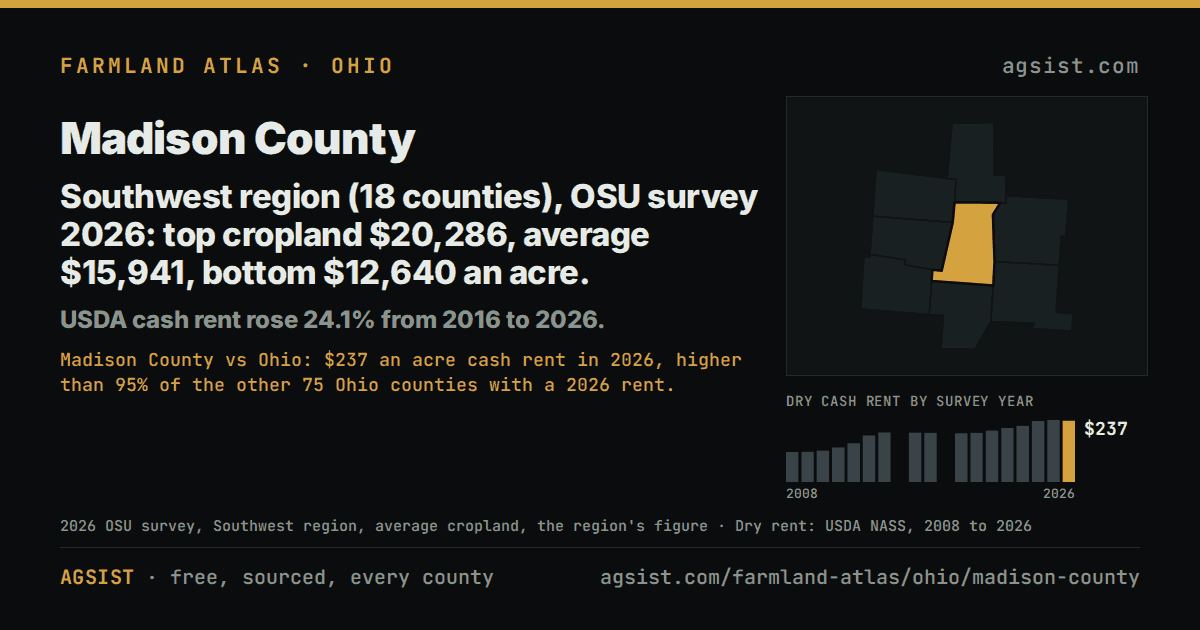 FARMLAND ATLAS · OHIO
agsist.com
Madison County
Southwest region (18 counties), OSU survey
2026: top cropland $20,286, average
$15,941, bottom $12,640 an acre.
USDA cash rent rose 24.1% from 2016 to 2026.
Madison County vs Ohio: $237 an acre cash rent in 2026, higher
than 95% of the other 75 Ohio counties with a 2026 rent.
DRY CASH RENT BY SURVEY YEAR
$237
2008
2026
2026 OSU survey, Southwest region, average cropland, the region's figure · Dry rent: USDA NASS, 2008 to 2026
AGSIST · free, sourced, every county
agsist.com/farmland-atlas/ohio/madison-county